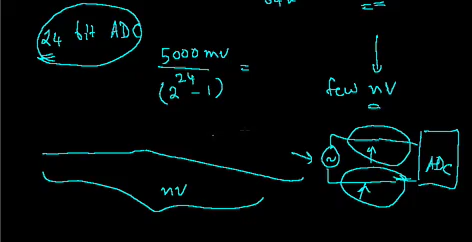 24 bit ADC
5000 mv
(2^24 - 1) =
few nV
ADC
nV